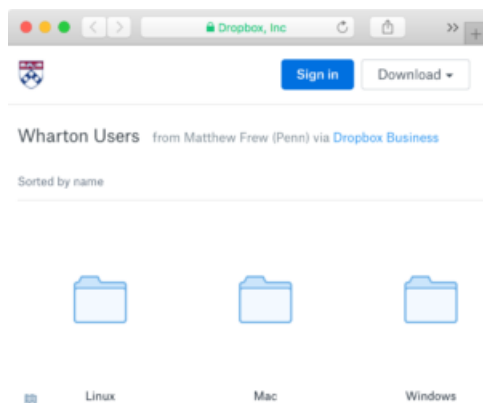 Dropbox, Inc
Sign in
Download
Wharton Users from Matthew Frew (Penn) via Dropbox Business
Sorted by name
Linux
Mac
Windows